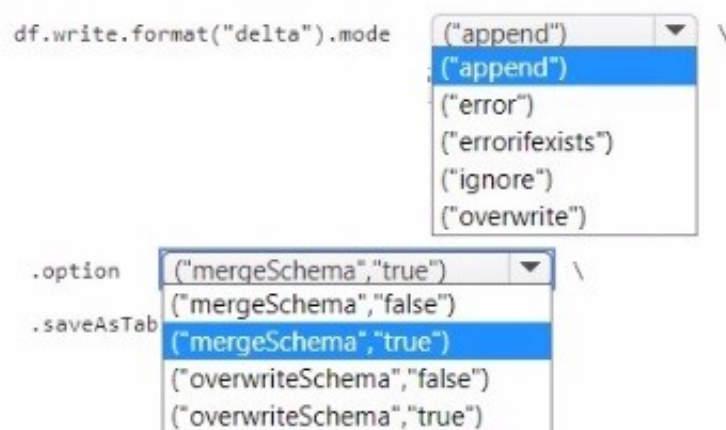 df.write.format("delta").mode ("append") \
("append")
("error")
("errorifexists")
("ignore")
("overwrite")
.option ("mergeSchema","true") \
("mergeSchema","false")
.saveAsTab
("mergeSchema","true")
("overwriteSchema","false")
("overwriteSchema","true")